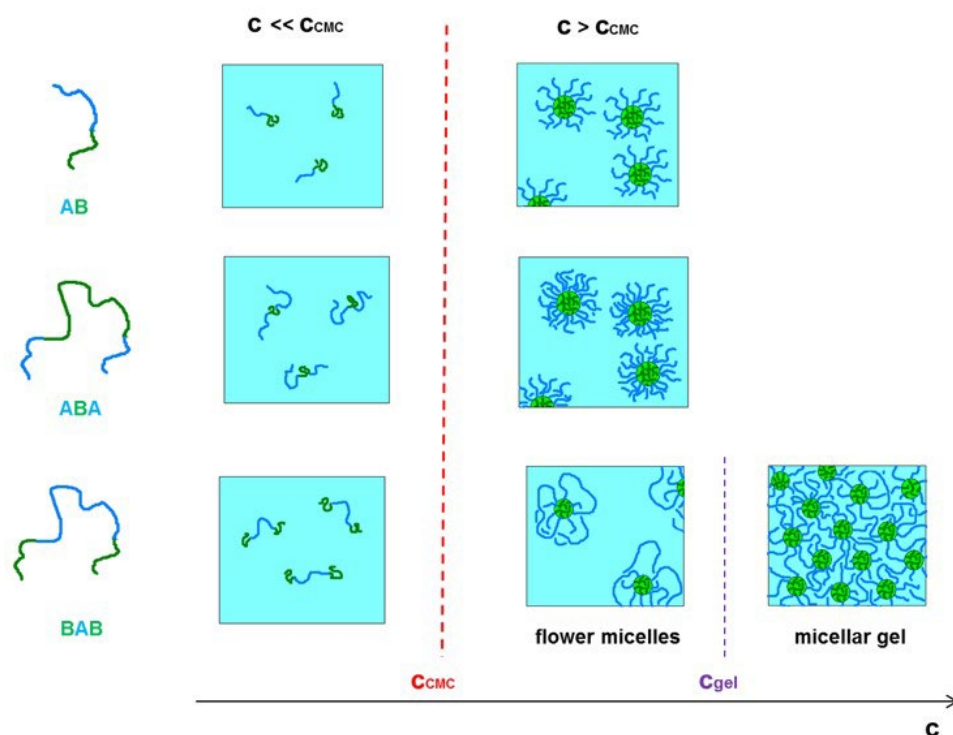 C << CCMC
C > CCMC
AB
ABA
BAB
flower micelles
micellar gel
CCMC
Cgel
C